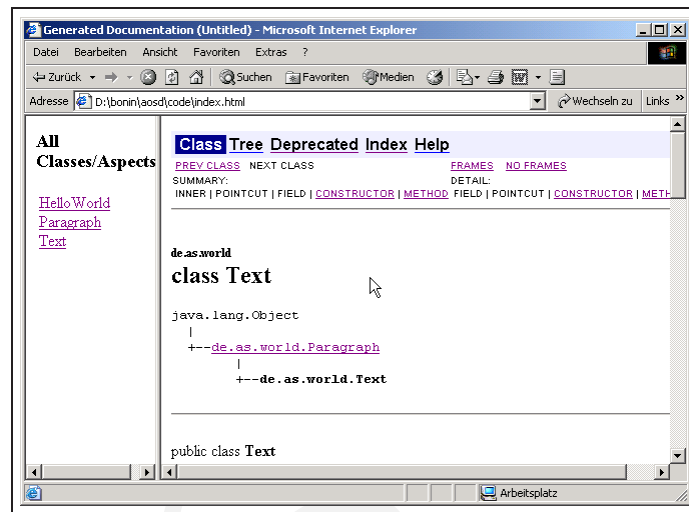 Generated Documentation (Untitled) - Microsoft Internet Explorer
Datei Bearbeiten Ansicht Favoriten Extras ?
Zurück Suchen Favoriten Medien
Adresse D:\bonin\aosd\code\index.html Wechseln zu Links »
All
Classes/Aspects
HelloWorld
Paragraph
Text
Class Tree Deprecated Index Help
PREV CLASS NEXT CLASS FRAMES NO FRAMES
SUMMARY: DETAIL:
INNER | POINTCUT | FIELD | CONSTRUCTOR | METHOD FIELD | POINTCUT | CONSTRUCTOR | METH
de.as.world
class Text
java.lang.Object
|
+--de.as.world.Paragraph
|
+--de.as.world.Text
public class Text
Arbeitsplatz